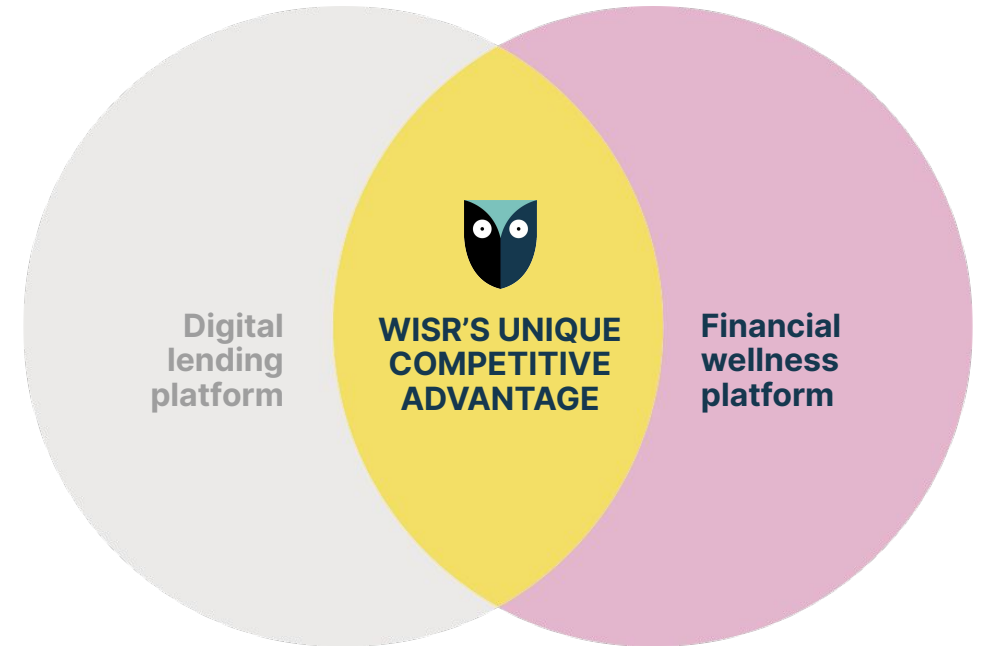 Digital
lending
platform
WISR’S UNIQUE
COMPETITIVE
ADVANTAGE
Financial
wellness
platform